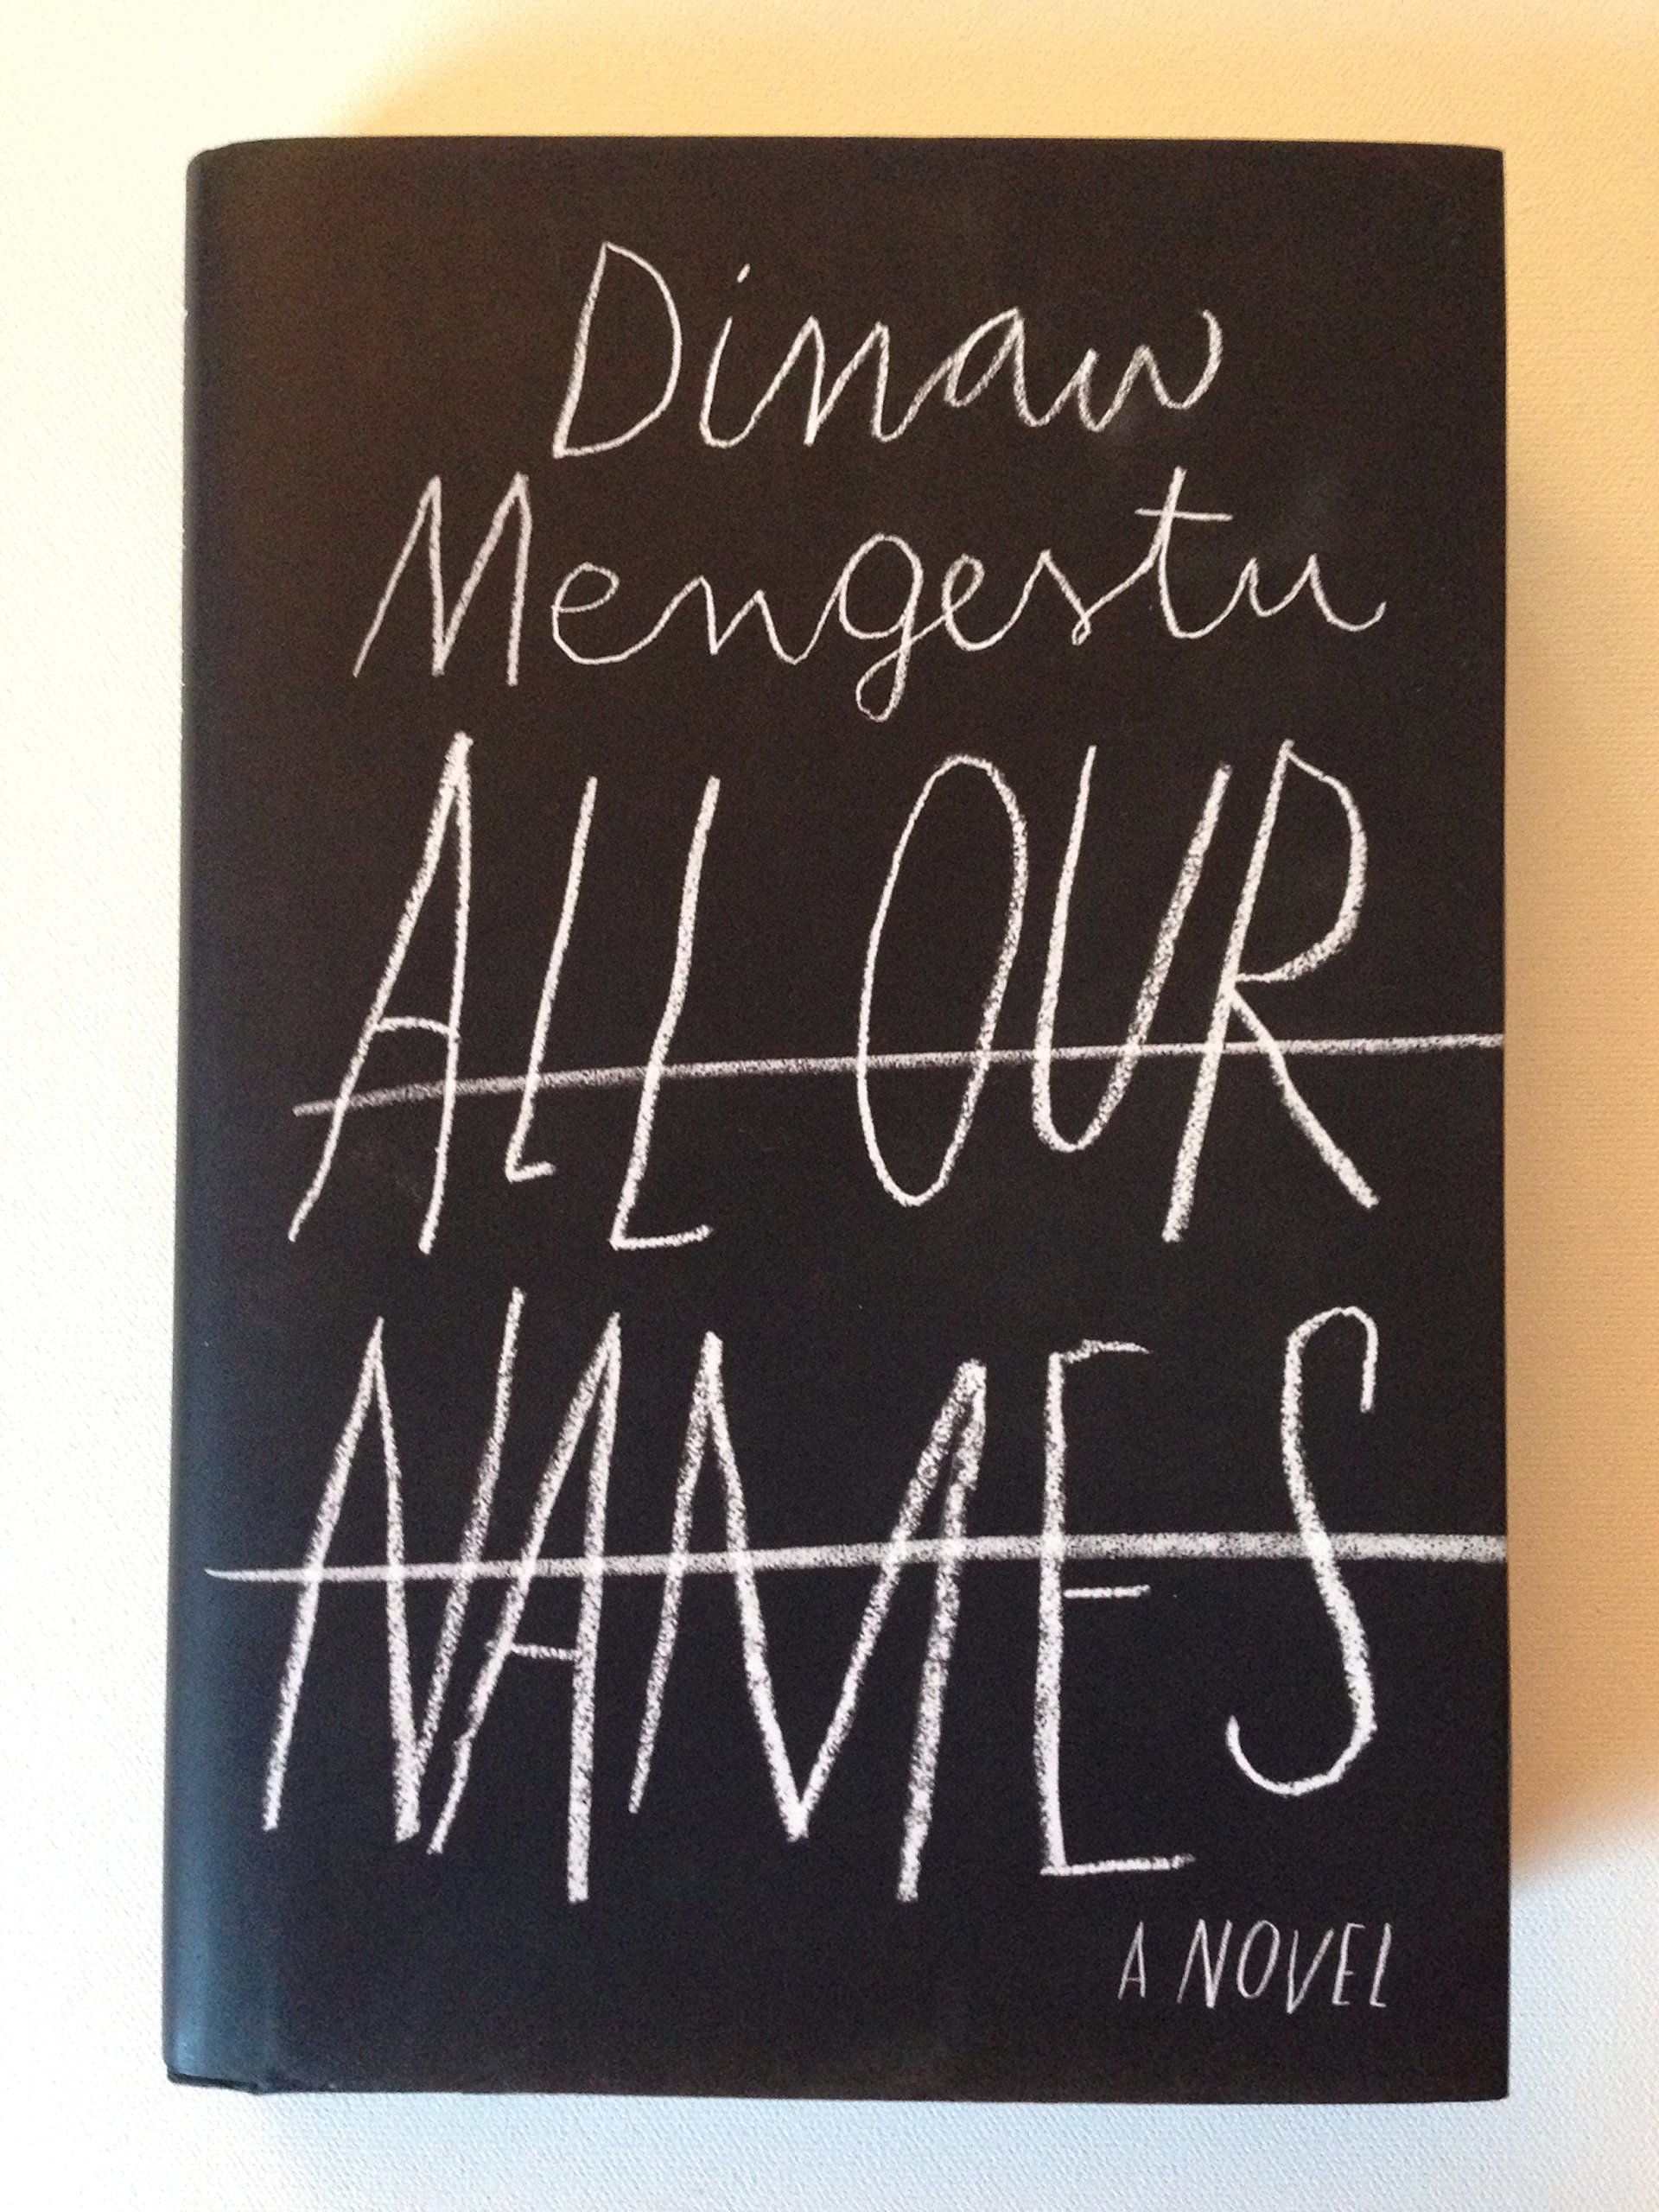 Dinaw
Mengestu
ALL OUR
NAMES
A NOVEL